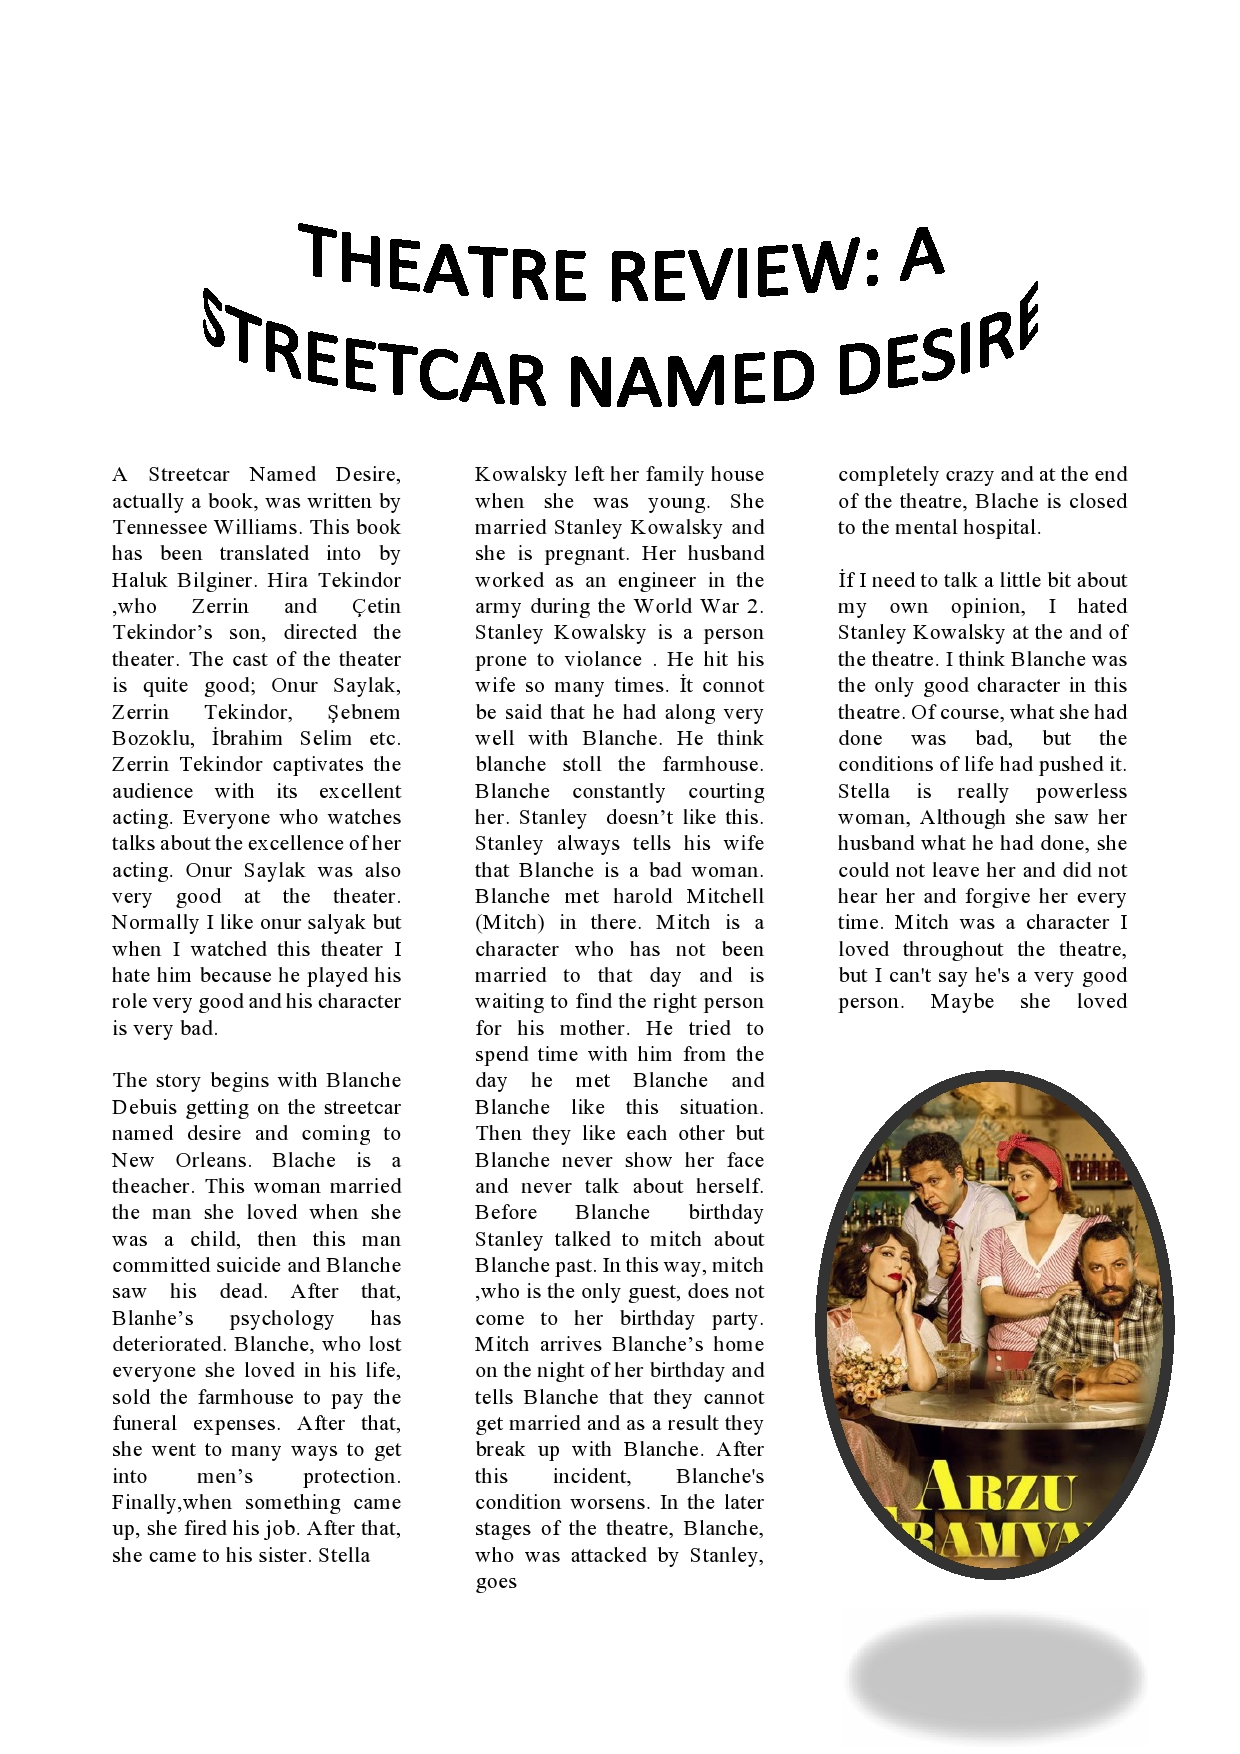 THEATRE REVIEW: A
STREETCAR NAMED DESIRE
A Streetcar Named Desire,
actually a book, was written by
Tennessee Williams. This book
has been translated into by
Haluk Bilginer. Hira Tekindor
,who Zerrin and Çetin
Tekindor’s son, directed the
theater. The cast of the theater
is quite good; Onur Saylak,
Zerrin Tekindor, Şebnem
Bozoklu, İbrahim Selim etc.
Zerrin Tekindor captivates the
audience with its excellent
acting. Everyone who watches
talks about the excellence of her
acting. Onur Saylak was also
very good at the theater.
Normally I like onur salyak but
when I watched this theater I
hate him because he played his
role very good and his character
is very bad.
The story begins with Blanche
Debuis getting on the streetcar
named desire and coming to
New Orleans. Blache is a
theacher. This woman married
the man she loved when she
was a child, then this man
committed suicide and Blanche
saw his dead. After that,
Blanhe’s psychology has
deteriorated. Blanche, who lost
everyone she loved in his life,
sold the farmhouse to pay the
funeral expenses. After that,
she went to many ways to get
into men’s protection.
Finally,when something came
up, she fired his job. After that,
she came to his sister. Stella
Kowalsky left her family house
when she was young. She
married Stanley Kowalsky and
she is pregnant. Her husband
worked as an engineer in the
army during the World War 2.
Stanley Kowalsky is a person
prone to violance . He hit his
wife so many times. İt connot
be said that he had along very
well with Blanche. He think
blanche stoll the farmhouse.
Blanche constantly courting
her. Stanley doesn’t like this.
Stanley always tells his wife
that Blanche is a bad woman.
Blanche met harold Mitchell
(Mitch) in there. Mitch is a
character who has not been
married to that day and is
waiting to find the right person
for his mother. He tried to
spend time with him from the
day he met Blanche and
Blanche like this situation.
Then they like each other but
Blanche never show her face
and never talk about herself.
Before Blanche birthday
Stanley talked to mitch about
Blanche past. In this way, mitch
,who is the only guest, does not
come to her birthday party.
Mitch arrives Blanche’s home
on the night of her birthday and
tells Blanche that they cannot
get married and as a result they
break up with Blanche. After
this incident, Blanche's
condition worsens. In the later
stages of the theatre, Blanche,
who was attacked by Stanley,
goes
completely crazy and at the end
of the theatre, Blache is closed
to the mental hospital.
İf I need to talk a little bit about
my own opinion, I hated
Stanley Kowalsky at the and of
the theatre. I think Blanche was
the only good character in this
theatre. Of course, what she had
done was bad, but the
conditions of life had pushed it.
Stella is really powerless
woman, Although she saw her
husband what he had done, she
could not leave her and did not
hear her and forgive her every
time. Mitch was a character I
loved throughout the theatre,
but I can't say he's a very good
person. Maybe she loved
ARZU
TRAMVA